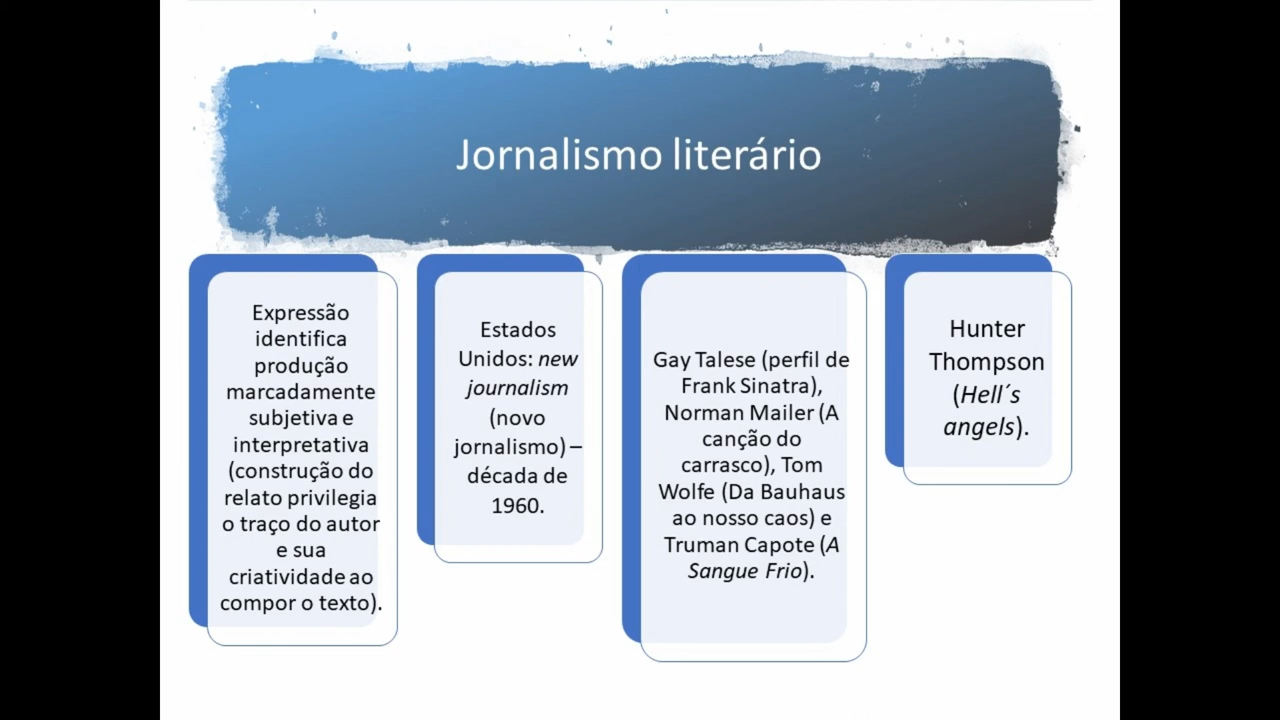 Jornalismo literário
Expressão
identifica
produção
marcadamente
subjetiva e
interpretativa
(construção do
relato privilegia
o traço do autor
e sua
criatividade ao
compor o texto).
Estados
Unidos: new
journalism
(novo
jornalismo) –
década de
1960.
Gay Talese (perfil de
Frank Sinatra),
Norman Mailer (A
canção do
carrasco), Tom
Wolfe (Da Bauhaus
ao nosso caos) e
Truman Capote (A
Sangue Frio).
Hunter
Thompson
(Hell´s
angels).